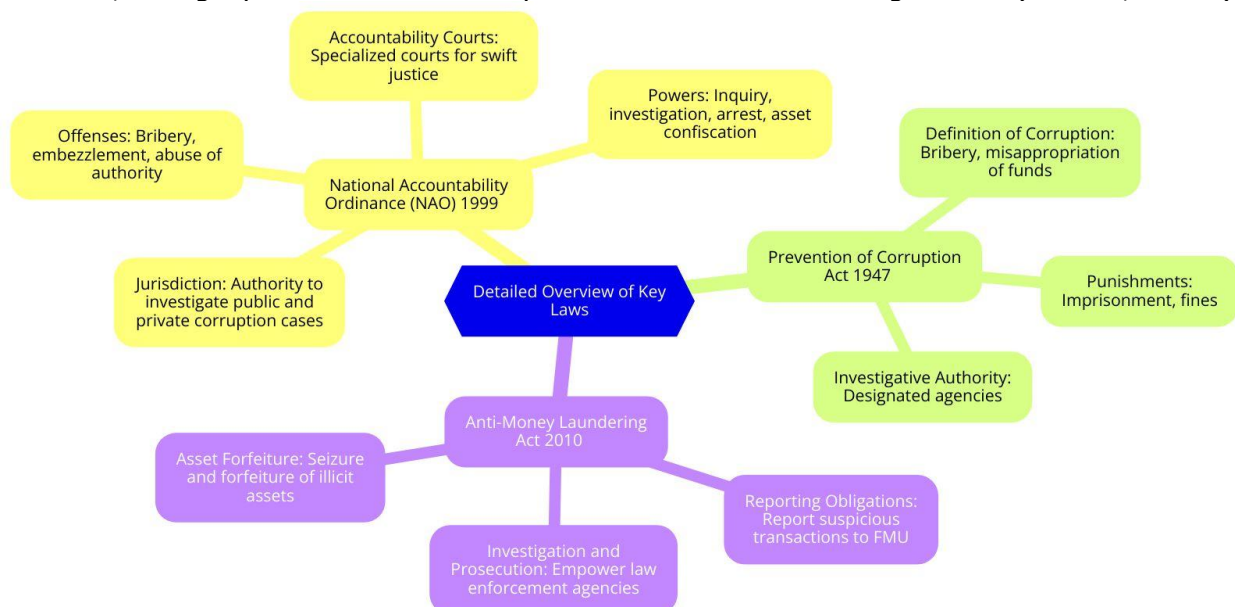 Accountability Courts:
Specialized courts for swift
justice
Powers: Inquiry,
investigation, arrest, asset
confiscation
Offenses: Bribery,
embezzlement, abuse of
authority
National Accountability
Ordinance (NAO) 1999
Jurisdiction: Authority to
investigate public and
private corruption cases
Definition of Corruption:
Bribery, misappropriation
of funds
Prevention of Corruption
Act 1947
Punishments:
Imprisonment, fines
Investigative Authority:
Designated agencies
Detailed Overview of Key
Laws
Anti-Money Laundering
Act 2010
Asset Forfeiture: Seizure
and forfeiture of illicit
assets
Investigation and
Prosecution: Empower law
enforcement agencies
Reporting Obligations:
Report suspicious
transactions to FMU